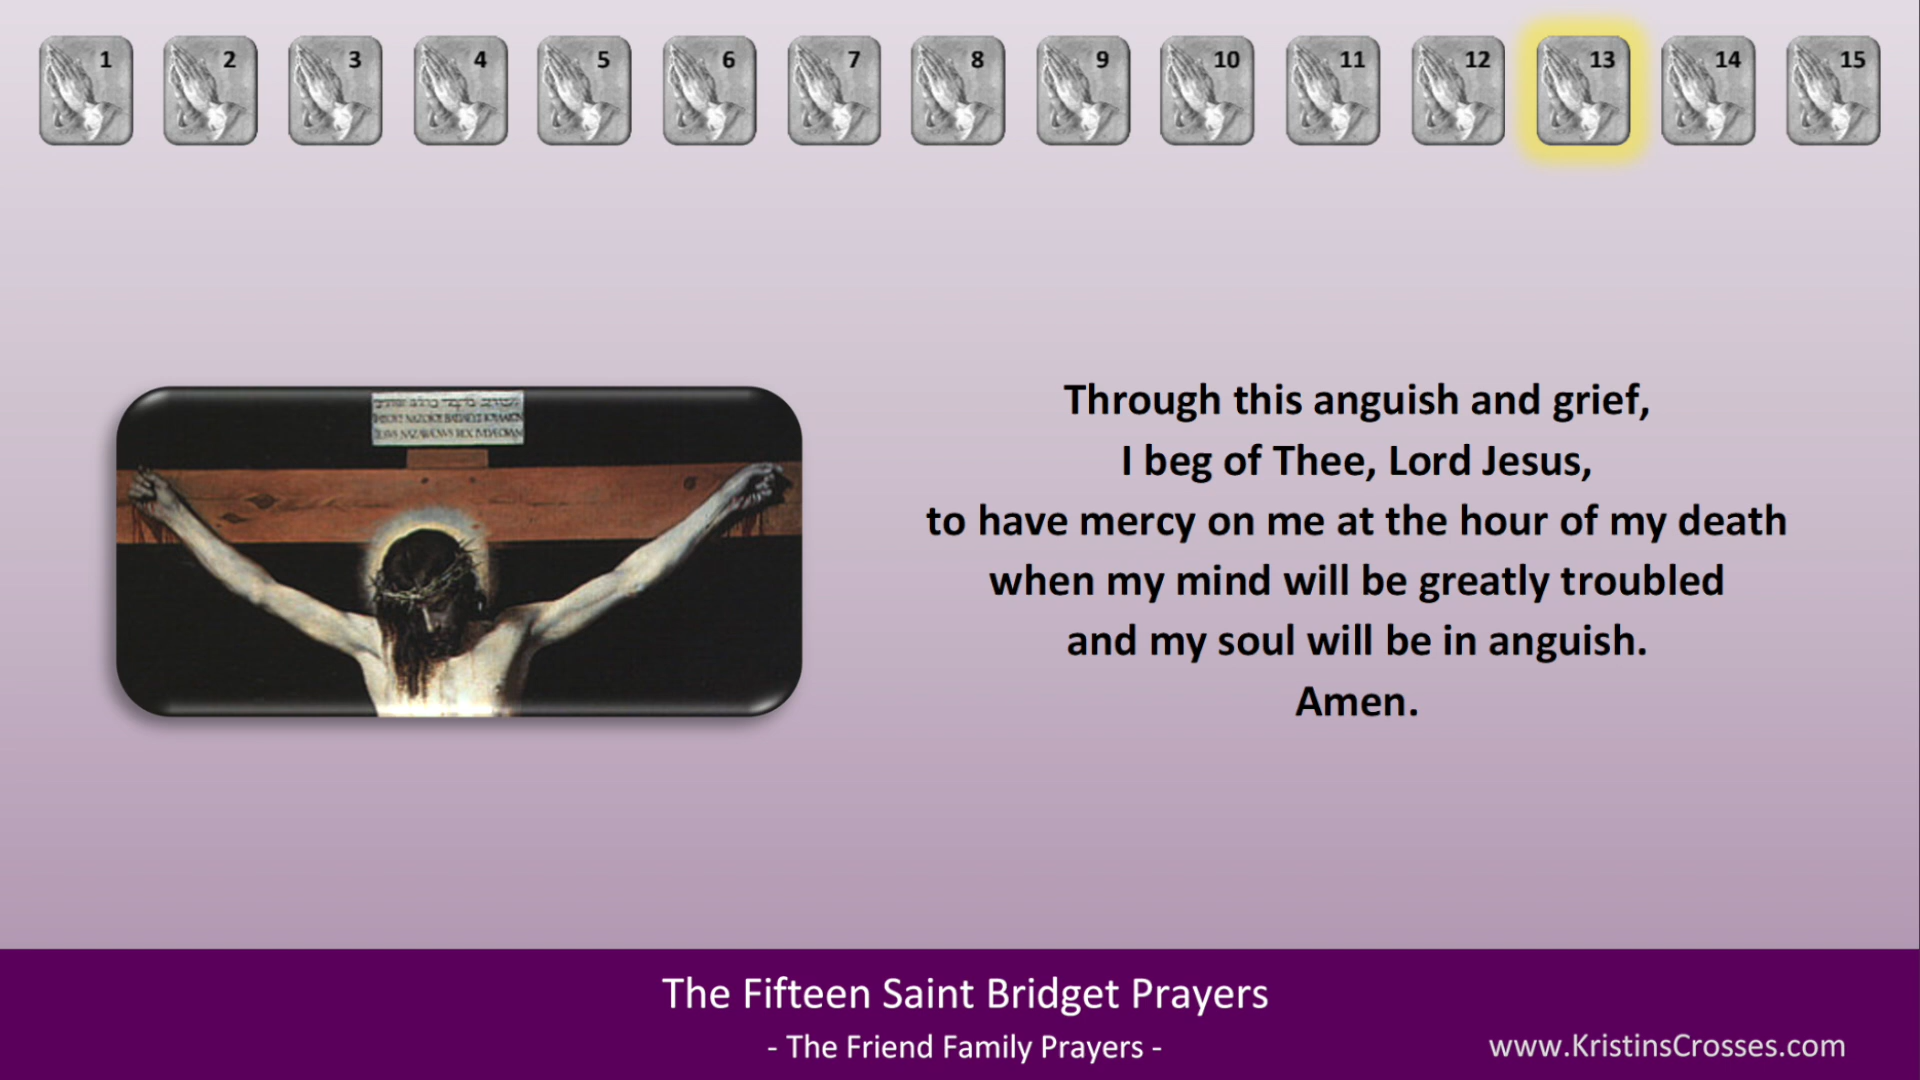 1 2 3 4 5 6 7 8 9 10 11 12 13 14 15
Through this anguish and grief,
I beg of Thee, Lord Jesus,
to have mercy on me at the hour of my death
when my mind will be greatly troubled
and my soul will be in anguish.
Amen.
The Fifteen Saint Bridget Prayers
- The Friend Family Prayers -
www.KristinsCrosses.com